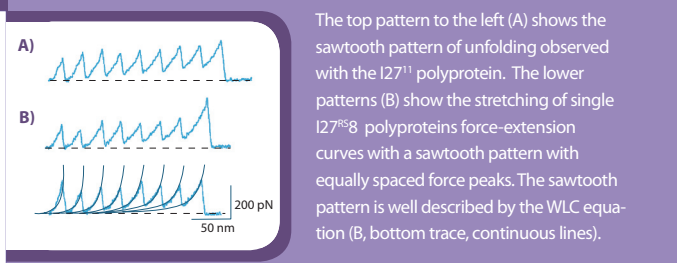 A)
B)
200 pN
50 nm
The top pattern to the left (A) shows the
sawtooth pattern of unfolding observed
with the I27¹¹ polyprotein. The lower
patterns (B) show the stretching of single
I27ᴿˢ8 polyproteins force-extension
curves with a sawtooth pattern with
equally spaced force peaks. The sawtooth
pattern is well described by the WLC equa-
tion (B, bottom trace, continuous lines).